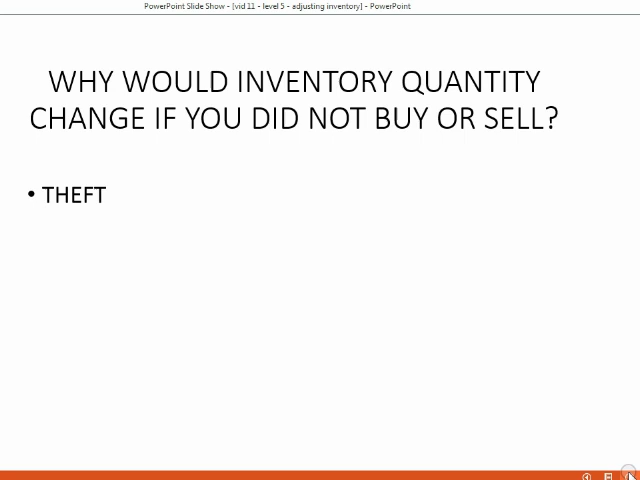 PowerPoint Slide Show - [vid 11 - level 5 - adjusting inventory] - PowerPoint
WHY WOULD INVENTORY QUANTITY
CHANGE IF YOU DID NOT BUY OR SELL?
• THEFT